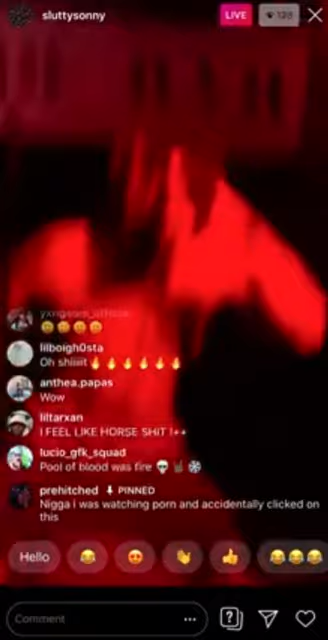 sluttysonny LIVE
lilboigh0sta
Oh shiiiit🔥🔥🔥🔥🔥🔥
anthea.papas
Wow
liltarxan
I FEEL LIKE HORSE SHIT !++
lucio_gfk_squad
Pool of blood was fire 💀🤘🏿☸️
prehitched PINNED
Nigga i was watching porn and accidentally clicked on
this
Hello
Comment